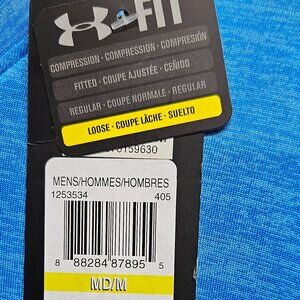 FIT
COMPRESSION · COMPRESSION · COMPRESIÓN
FITTED · COUPE AJUSTÉE · CEÑIDO
REGULAR · COUPE NORMALE · REGULAR
LOOSE · COUPE LÂCHE · SUELTO
MENS/HOMMES/HOMBRES
1253534 405
8 88284 87895 5
MD/M